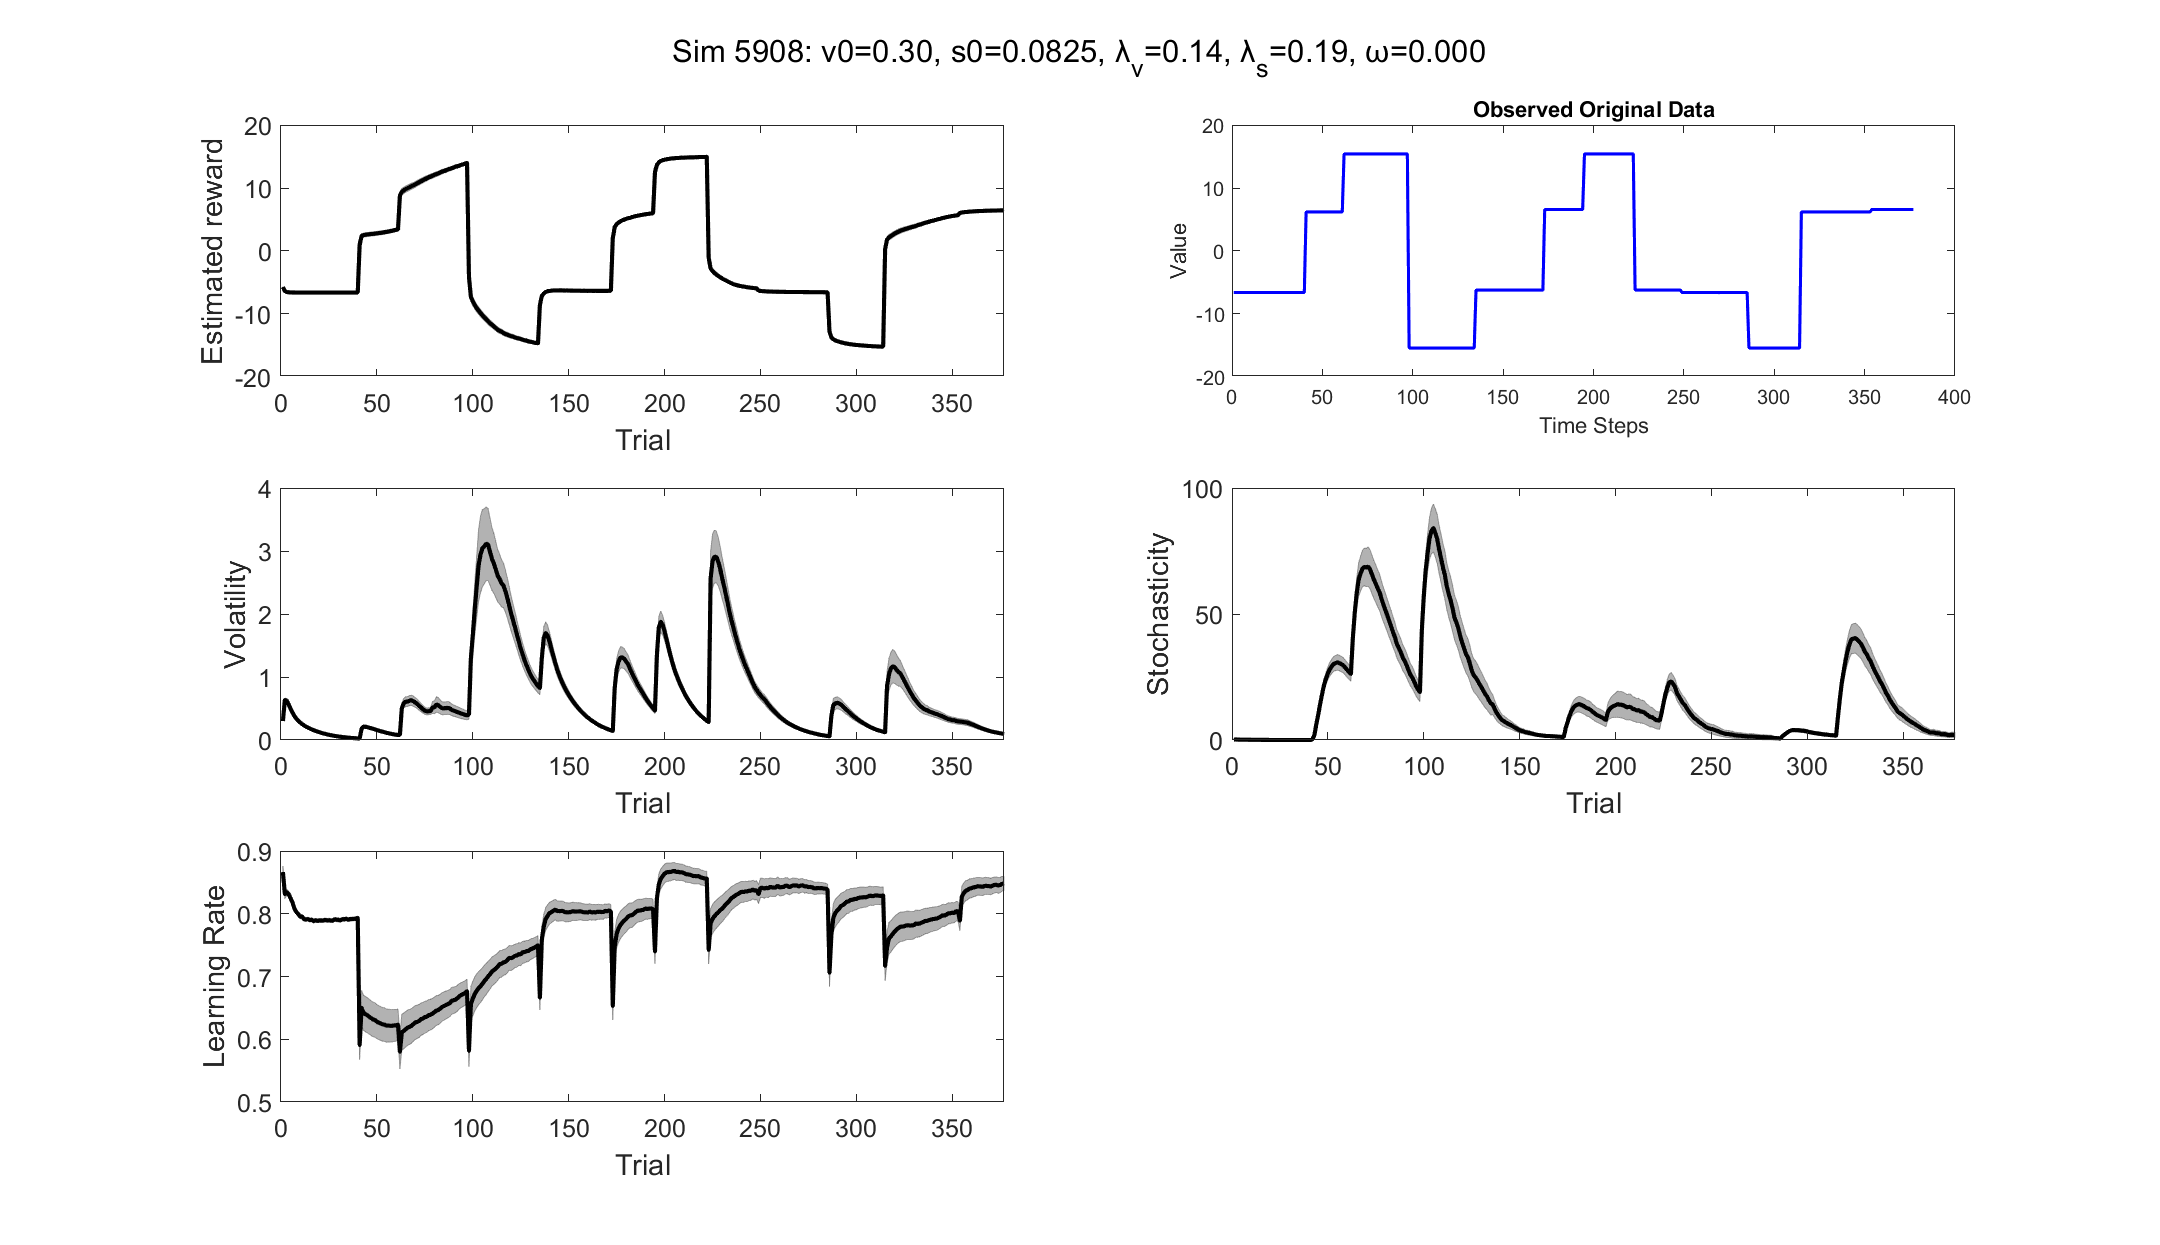 Sim 5908: v0=0.30, s0=0.0825, λ_v=0.14, λ_s=0.19, ω=0.000
Estimated reward
20
10
0
-10
-20
0 50 100 150 200 250 300 350
Trial
Observed Original Data
Value
20
10
0
-10
-20
0 50 100 150 200 250 300 350 400
Time Steps
Volatility
4
3
2
1
0
0 50 100 150 200 250 300 350
Trial
Stochasticity
100
50
0
0 50 100 150 200 250 300 350
Trial
Learning Rate
0.9
0.8
0.7
0.6
0.5
0 50 100 150 200 250 300 350
Trial